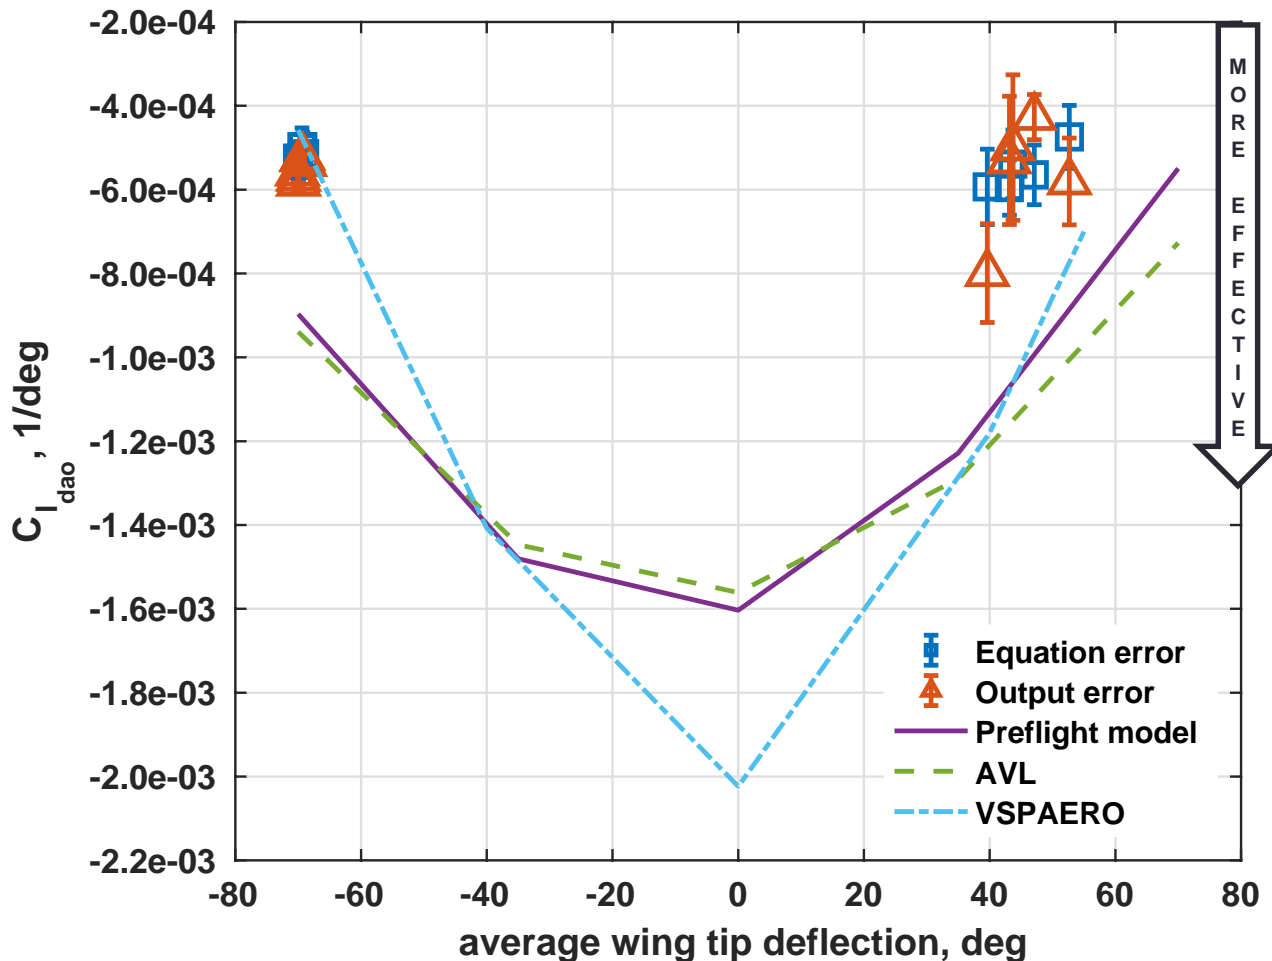 -2.0e-04
-4.0e-04
-6.0e-04
-8.0e-04
-1.0e-03
-1.2e-03
-1.4e-03
-1.6e-03
-1.8e-03
-2.0e-03
-2.2e-03
C_l_dao , 1/deg
MORE EFFECTIVE
Equation error
Output error
Preflight model
AVL
VSPAERO
-80 -60 -40 -20 0 20 40 60 80
average wing tip deflection, deg